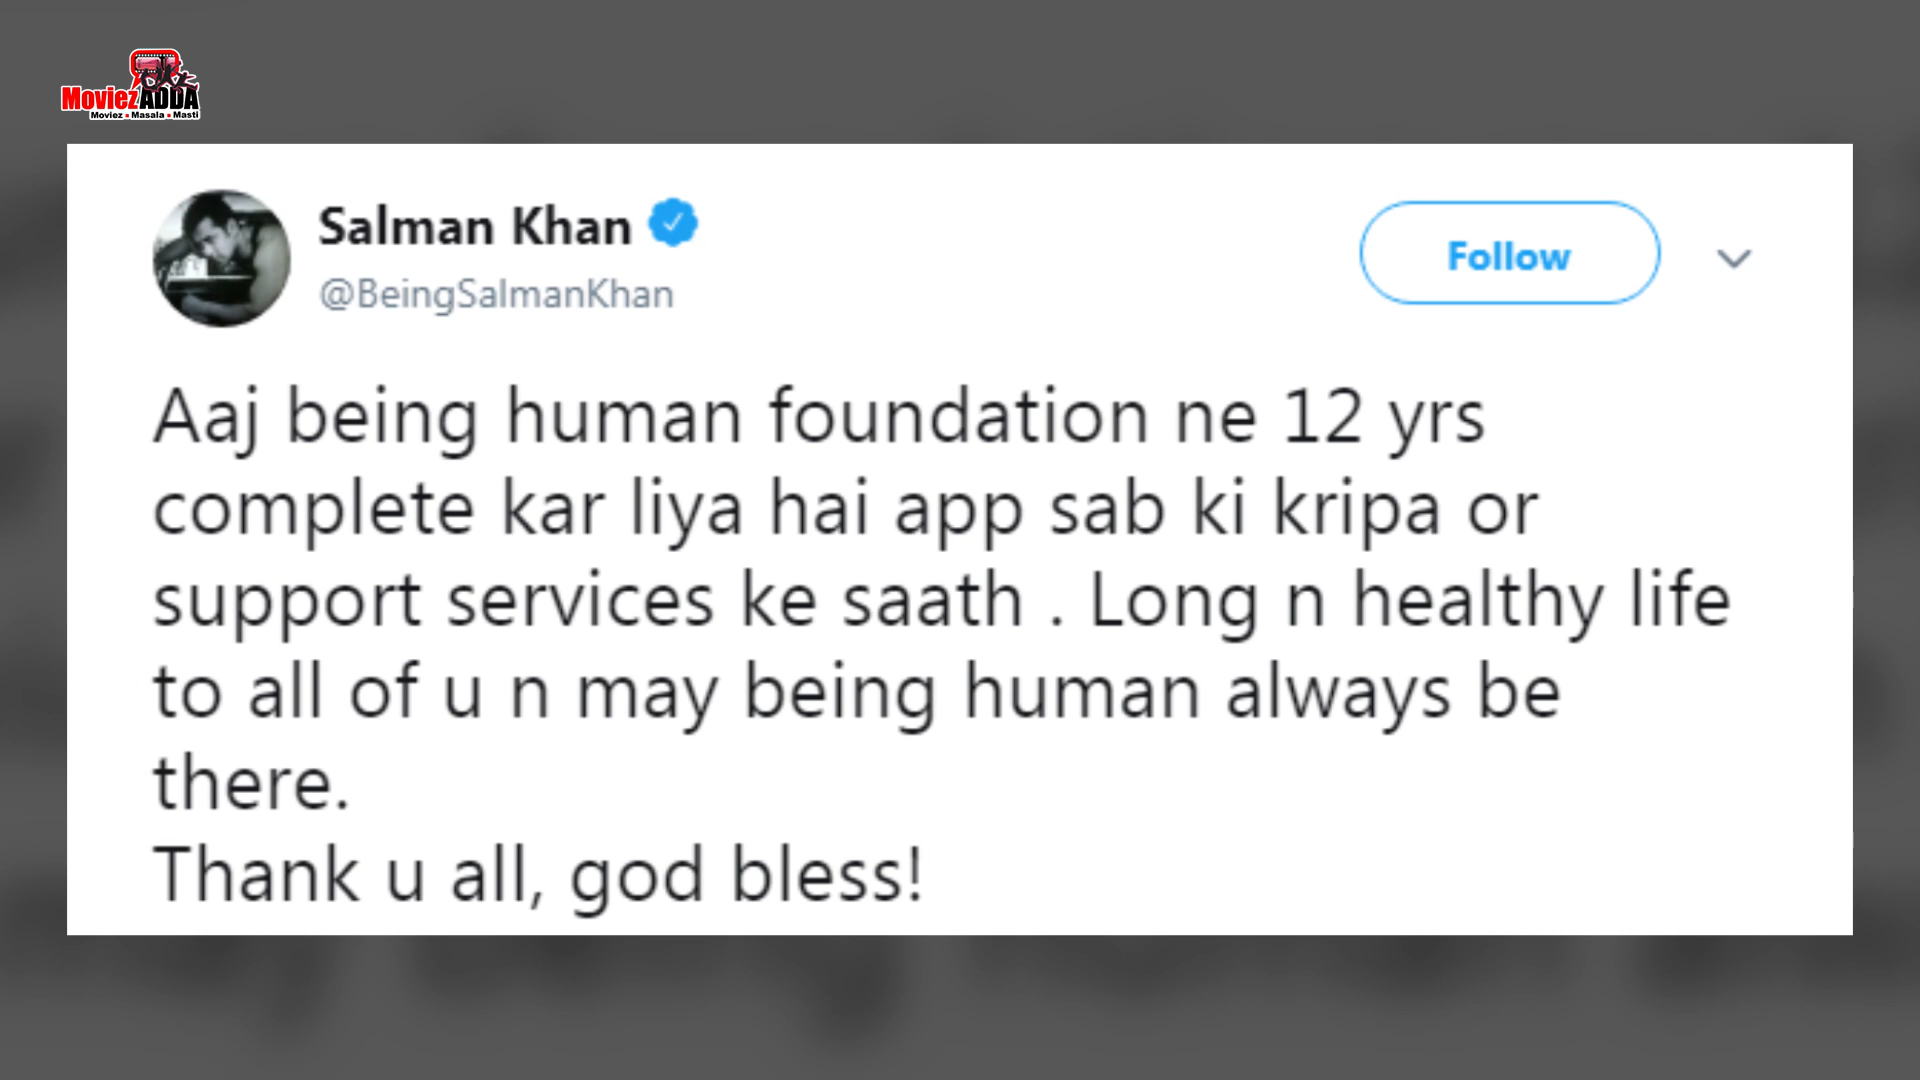 MoviezADDA
Moviez • Masala • Masti
Salman Khan
@BeingSalmanKhan
Follow
Aaj being human foundation ne 12 yrs
complete kar liya hai app sab ki kripa or
support services ke saath . Long n healthy life
to all of u n may being human always be
there.
Thank u all, god bless!